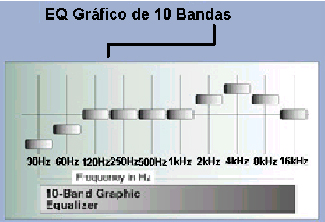 EQ Gráfico de 10 Bandas
30Hz 60Hz 120Hz 250Hz 500Hz 1kHz 2kHz 4kHz 8kHz 16kHz
Frequency in Hz
10-Band Graphic
Equalizer